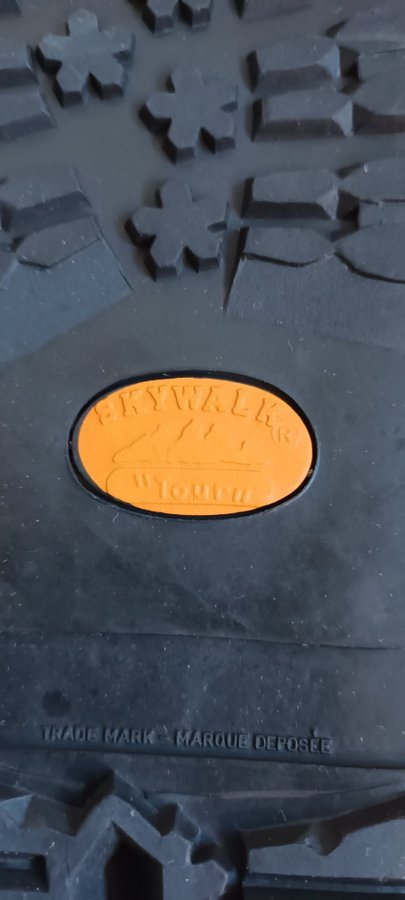 SKYWALK®
"Tour"
TRADE MARK - MARQUE DEPOSÉE